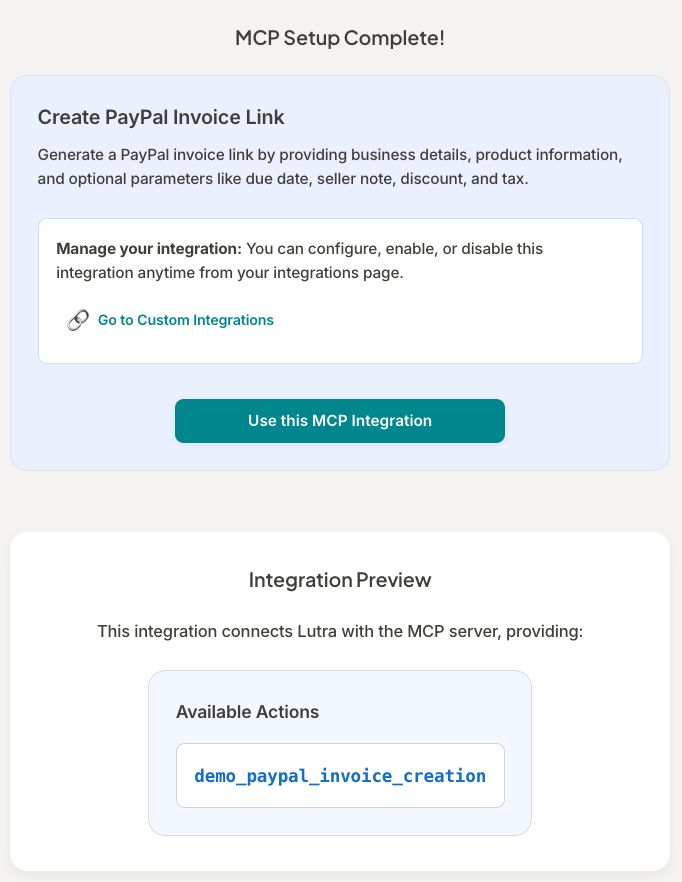 MCP Setup Complete!
Create PayPal Invoice Link
Generate a PayPal invoice link by providing business details, product information,
and optional parameters like due date, seller note, discount, and tax.
Manage your integration: You can configure, enable, or disable this
integration anytime from your integrations page.
Go to Custom Integrations
Use this MCP Integration
Integration Preview
This integration connects Lutra with the MCP server, providing:
Available Actions
demo_paypal_invoice_creation